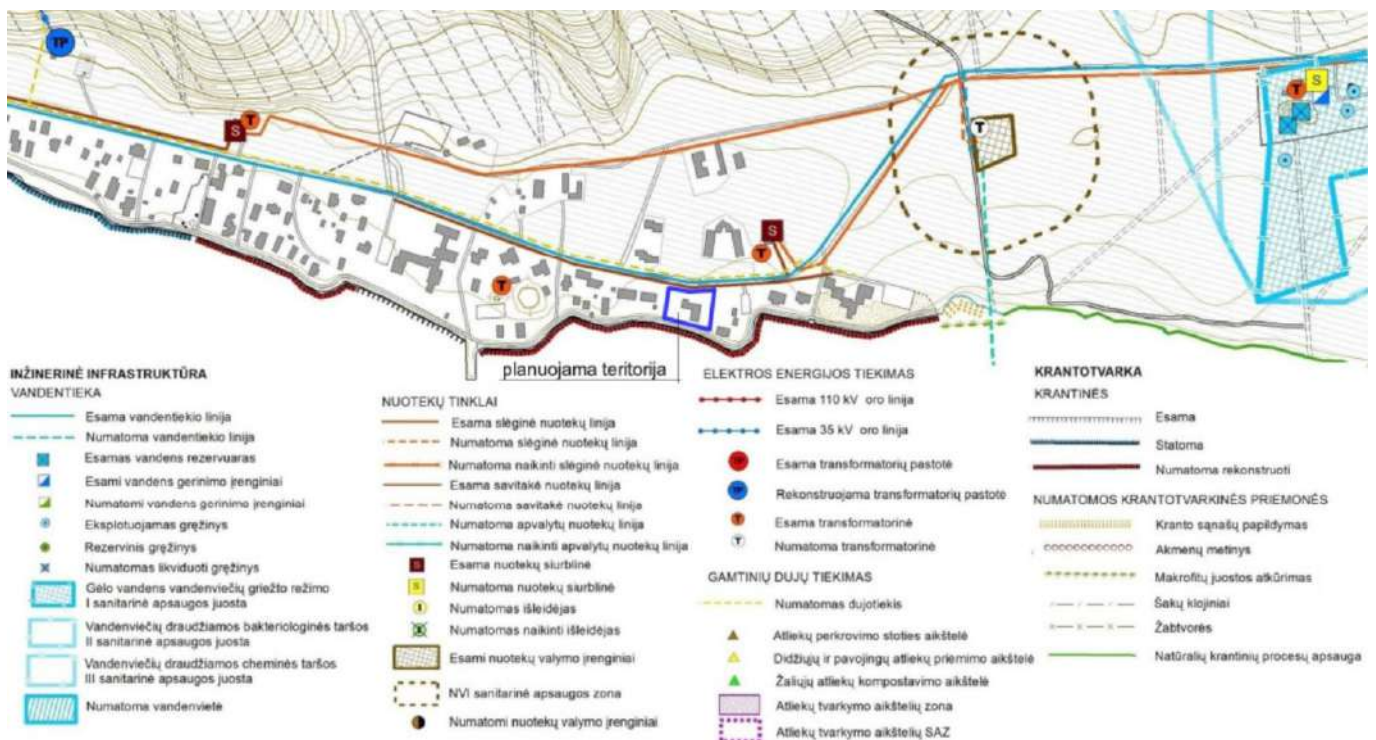 TP
T
S
T
S
T
T
T
S
T
planuojama teritorija
INŽINERINĖ INFRASTRUKTŪRA
VANDENTIEKA
Esama vandentiekio linija
Numatoma vandentiekio linija
Esamas vandens rezervuaras
Esami vandens gerinimo įrenginiai
Numatomi vandens gerinimo įrenginiai
Eksplotuojamas gręžinys
Rezervinis gręžinys
Numatomas likviduoti gręžinys
Gėlo vandens vandenviečių griežto režimo
I sanitarinė apsaugos juosta
Vandenviečių draudžiamos bakteriologinės taršos
II sanitarinė apsaugos juosta
Vandenviečių draudžiamos cheminės taršos
III sanitarinė apsaugos juosta
Numatoma vandenvietė
NUOTEKŲ TINKLAI
Esama slėginė nuotekų linija
Numatoma slėginė nuotekų linija
Numatoma naikinti slėginė nuotekų linija
Esama savitakė nuotekų linija
Numatoma savitakė nuotekų linija
Numatoma apvalytų nuotekų linija
Numatoma naikinti apvalytų nuotekų linija
S Esama nuotekų siurblinė
S Numatoma nuotekų siurblinė
Numatomas išleidėjas
Numatomas naikinti išleidėjas
Esami nuotekų valymo įrenginiai
NVI sanitarinė apsaugos zona
Numatomi nuotekų valymo įrenginiai
ELEKTROS ENERGIJOS TIEKIMAS
Esama 110 kV oro linija
Esama 35 kV oro linija
TP Esama transformatorių pastotė
TP Rekonstruojama transformatorių pastotė
T Esama transformatorinė
T Numatoma transformatorinė
GAMTINIŲ DUJŲ TIEKIMAS
Numatomas dujotiekis
Atliekų perkrovimo stoties aikštelė
Didžiųjų ir pavojingų atliekų priėmimo aikštelė
Žaliųjų atliekų kompostavimo aikštelė
Atliekų tvarkymo aikštelių zona
Atliekų tvarkymo aikštelių SAZ
KRANTOTVARKA
KRANTINĖS
Esama
Statoma
Numatoma rekonstruoti
NUMATOMOS KRANTOTVARKINĖS PRIEMONĖS
Kranto sąnašų papildymas
Akmenų metinys
Makrofitų juostos atkūrimas
Šakų klojiniai
Žabtvorės
Natūralių krantinių procesų apsauga